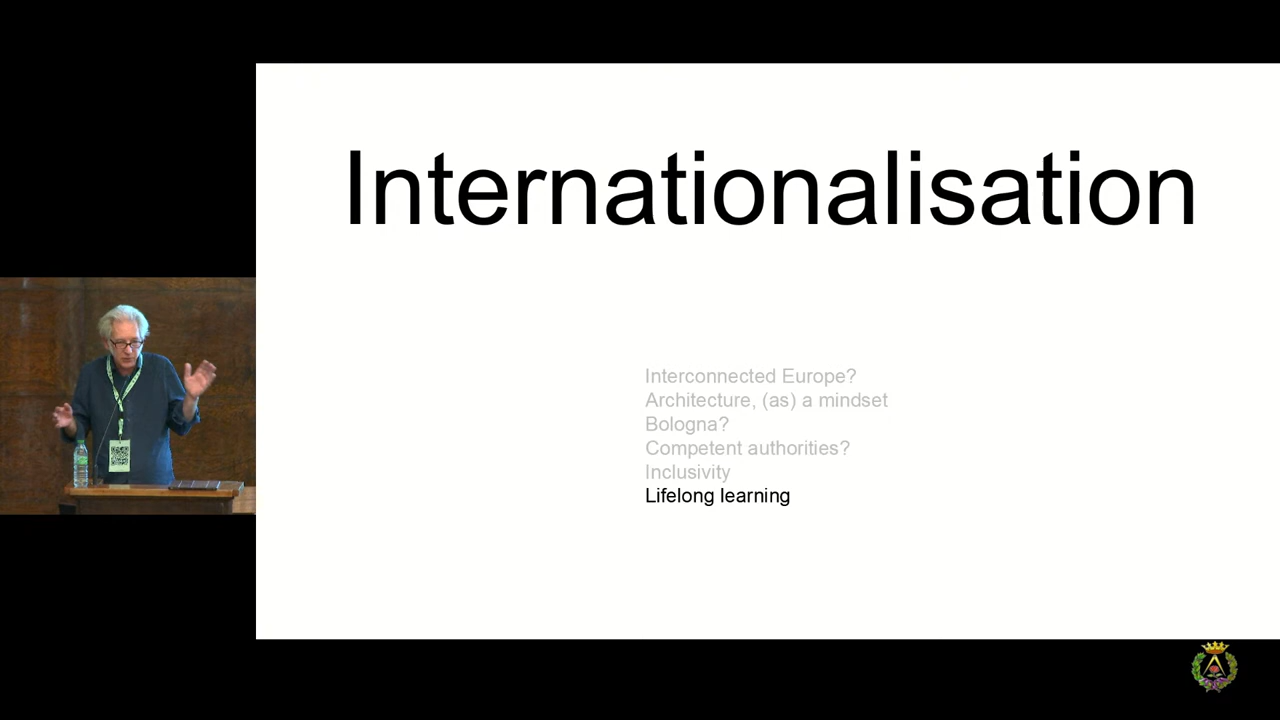 Internationalisation
Interconnected Europe?
Architecture, (as) a mindset
Bologna?
Competent authorities?
Inclusivity
Lifelong learning